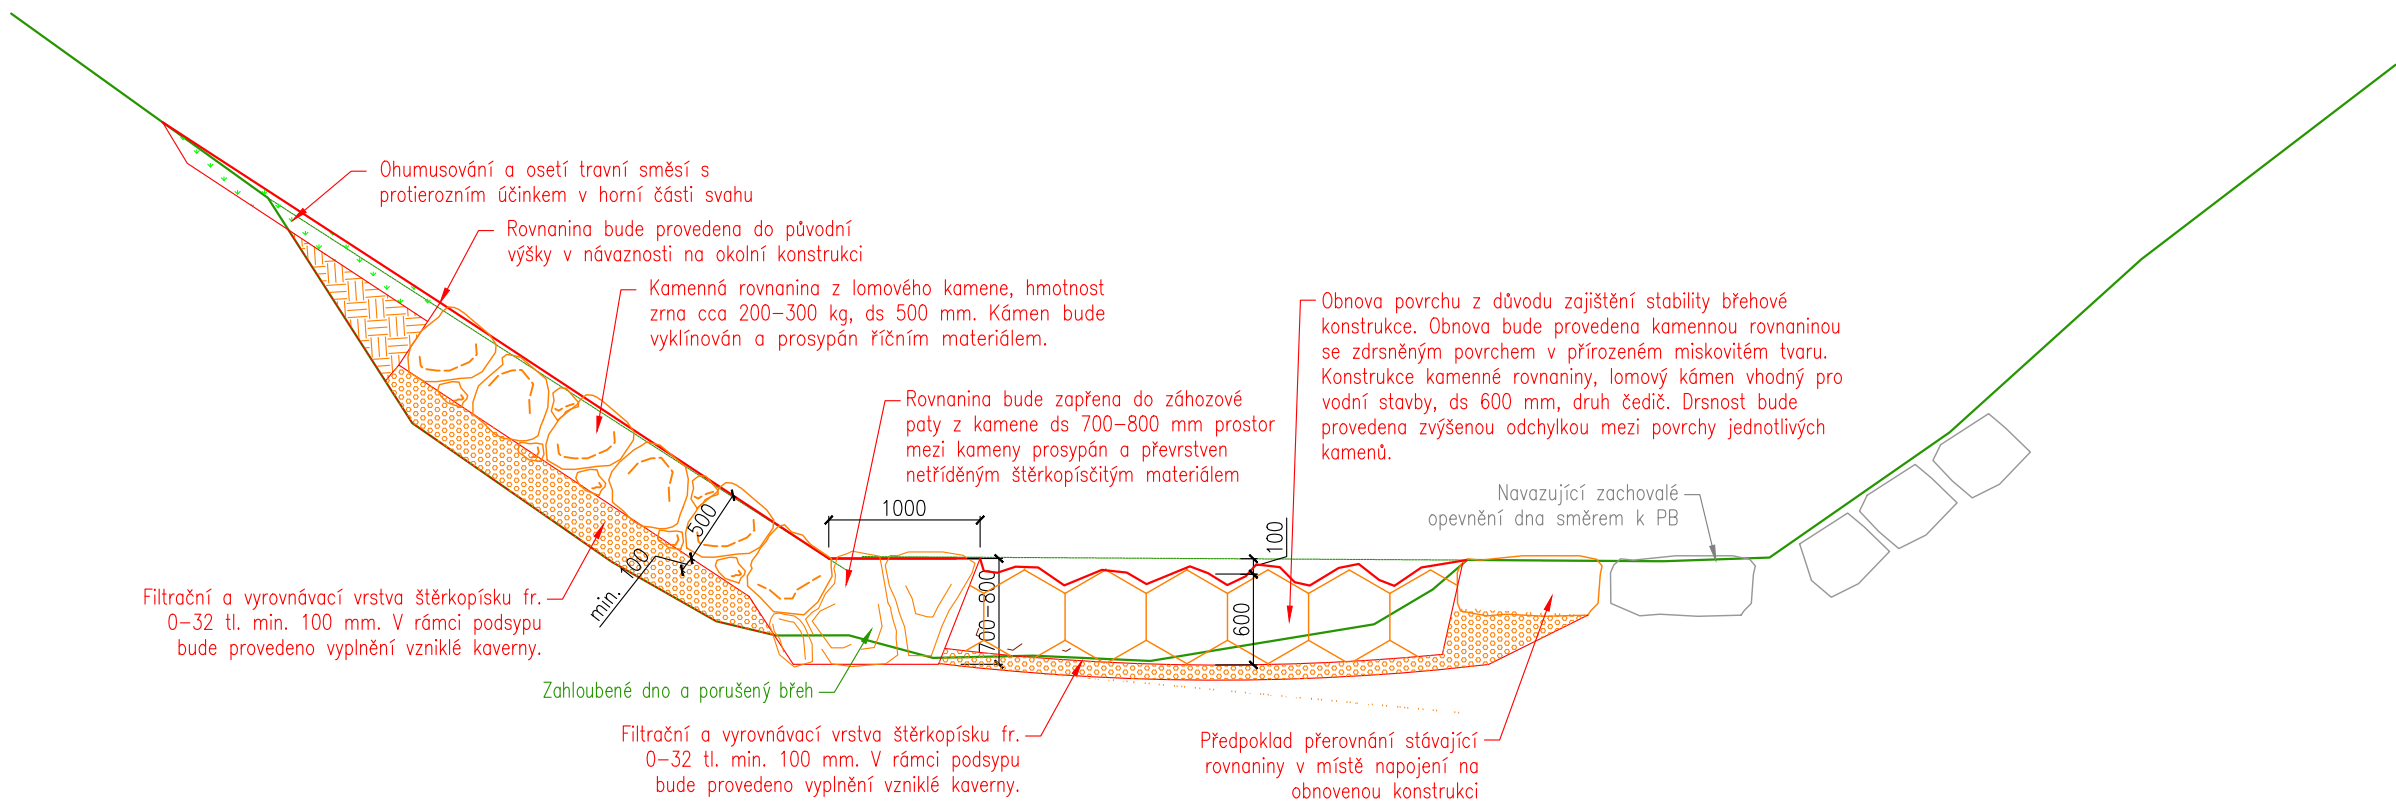 Ohumusování a osetí travní směsí s
protierozním účinkem v horní části svahu
Rovnanina bude provedena do původní
výšky v návaznosti na okolní konstrukci
Kamenná rovnanina z lomového kamene, hmotnost
zrna cca 200-300 kg, ds 500 mm. Kámen bude
vyklínován a prosypán říčním materiálem.
Rovnanina bude zapřena do záhozové
paty z kamene ds 700-800 mm prostor
mezi kameny prosypán a převrstven
netříděným štěrkopísčitým materiálem
Obnova povrchu z důvodu zajištění stability břehové
konstrukce. Obnova bude provedena kamennou rovnaninou
se zdrsněným povrchem v přírozeném miskovitém tvaru.
Konstrukce kamenné rovnaniny, lomový kámen vhodný pro
vodní stavby, ds 600 mm, druh čedič. Drsnost bude
provedena zvýšenou odchylkou mezi povrchy jednotlivých
kamenů.
Navazující zachovalé
opevnění dna směrem k PB
1000
500
min. 100
100
700-800
600
Filtrační a vyrovnávací vrstva štěrkopísku fr.
0-32 tl. min. 100 mm. V rámci podsypu
bude provedeno vyplnění vzniklé kaverny.
Zahloubené dno a porušený břeh
Filtrační a vyrovnávací vrstva štěrkopísku fr.
0-32 tl. min. 100 mm. V rámci podsypu
bude provedeno vyplnění vzniklé kaverny.
Předpoklad přerovnání stávající
rovnaniny v místě napojení na
obnovenou konstrukci